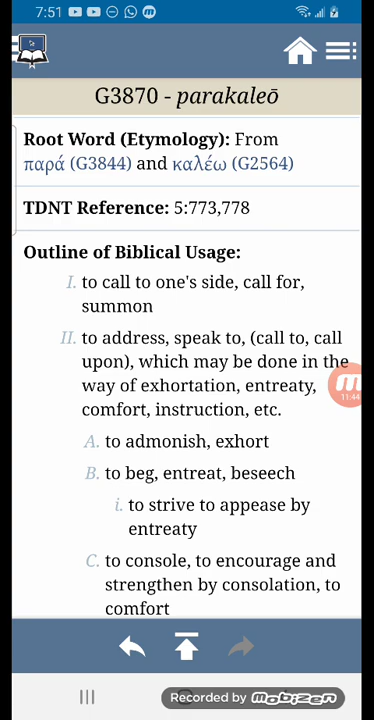 7:51
G3870 - parakaleō
Root Word (Etymology): From
παρά (G3844) and καλέω (G2564)
TDNT Reference: 5:773,778
Outline of Biblical Usage:
I. to call to one's side, call for,
summon
II. to address, speak to, (call to, call
upon), which may be done in the
way of exhortation, entreaty,
comfort, instruction, etc.
11:44
A. to admonish, exhort
B. to beg, entreat, beseech
i. to strive to appease by
entreaty
C. to console, to encourage and
strengthen by consolation, to
comfort
Recorded by mobizen